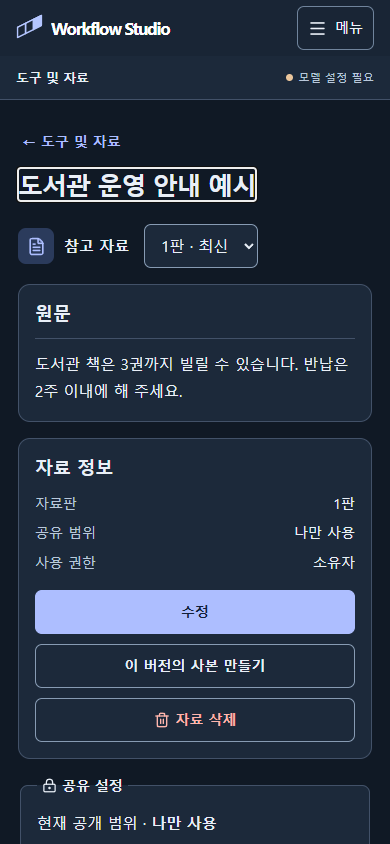 Workflow Studio
메뉴
도구 및 자료
모델 설정 필요
← 도구 및 자료
도서관 운영 안내 예시
참고 자료
1판 · 최신
원문
도서관 책은 3권까지 빌릴 수 있습니다. 반납은
2주 이내에 해 주세요.
자료 정보
자료판
1판
공유 범위
나만 사용
사용 권한
소유자
수정
이 버전의 사본 만들기
자료 삭제
공유 설정
현재 공개 범위 · 나만 사용